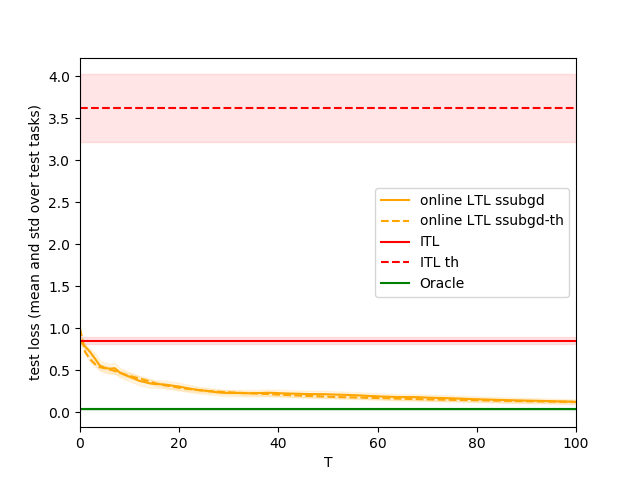 test loss (mean and std over test tasks)
4.0
3.5
3.0
2.5
2.0
1.5
1.0
0.5
0.0
online LTL ssubgd
online LTL ssubgd-th
ITL
ITL th
Oracle
0 20 40 60 80 100
T